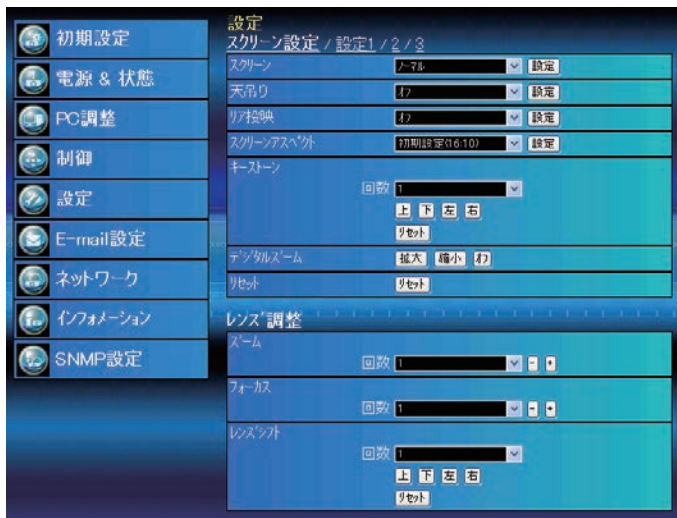 初期設定
電源 & 状態
PC調整
制御
設定
E-mail設定
ネットワーク
インフォメーション
SNMP設定
設定
スクリーン設定 / 設定1 / 2 / 3
スクリーン ノーマル 設定
天吊り オフ 設定
リア投映 オフ 設定
スクリーンアスペクト 初期設定(16:10) 設定
キーストーン
回数 1
上 下 左 右
リセット
デジタルズーム 拡大 縮小 オフ
リセット リセット
レンズ調整
ズーム
回数 1 - +
フォーカス
回数 1 - +
レンズシフト
回数 1
上 下 左 右
リセット